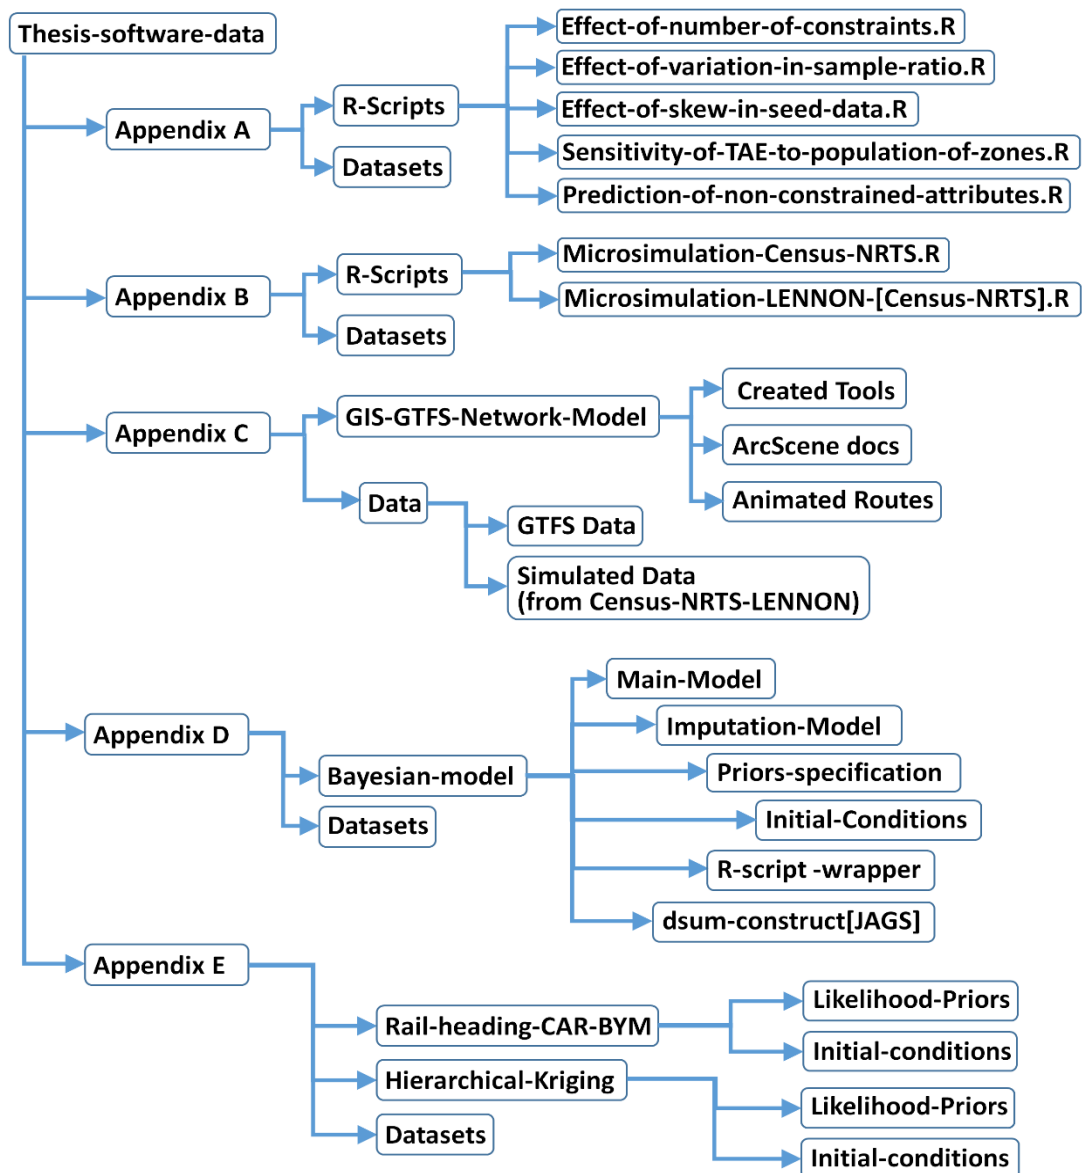 Thesis-software-data
Appendix A
R-Scripts
Effect-of-number-of-constraints.R
Effect-of-variation-in-sample-ratio.R
Effect-of-skew-in-seed-data.R
Sensitivity-of-TAE-to-population-of-zones.R
Prediction-of-non-constrained-attributes.R
Datasets
Appendix B
R-Scripts
Microsimulation-Census-NRTS.R
Microsimulation-LENNON-[Census-NRTS].R
Datasets
Appendix C
GIS-GTFS-Network-Model
Created Tools
ArcScene docs
Animated Routes
Data
GTFS Data
Simulated Data
(from Census-NRTS-LENNON)
Appendix D
Bayesian-model
Main-Model
Imputation-Model
Priors-specification
Initial-Conditions
R-script -wrapper
dsum-construct[JAGS]
Datasets
Appendix E
Rail-heading-CAR-BYM
Likelihood-Priors
Initial-conditions
Hierarchical-Kriging
Likelihood-Priors
Initial-conditions
Datasets